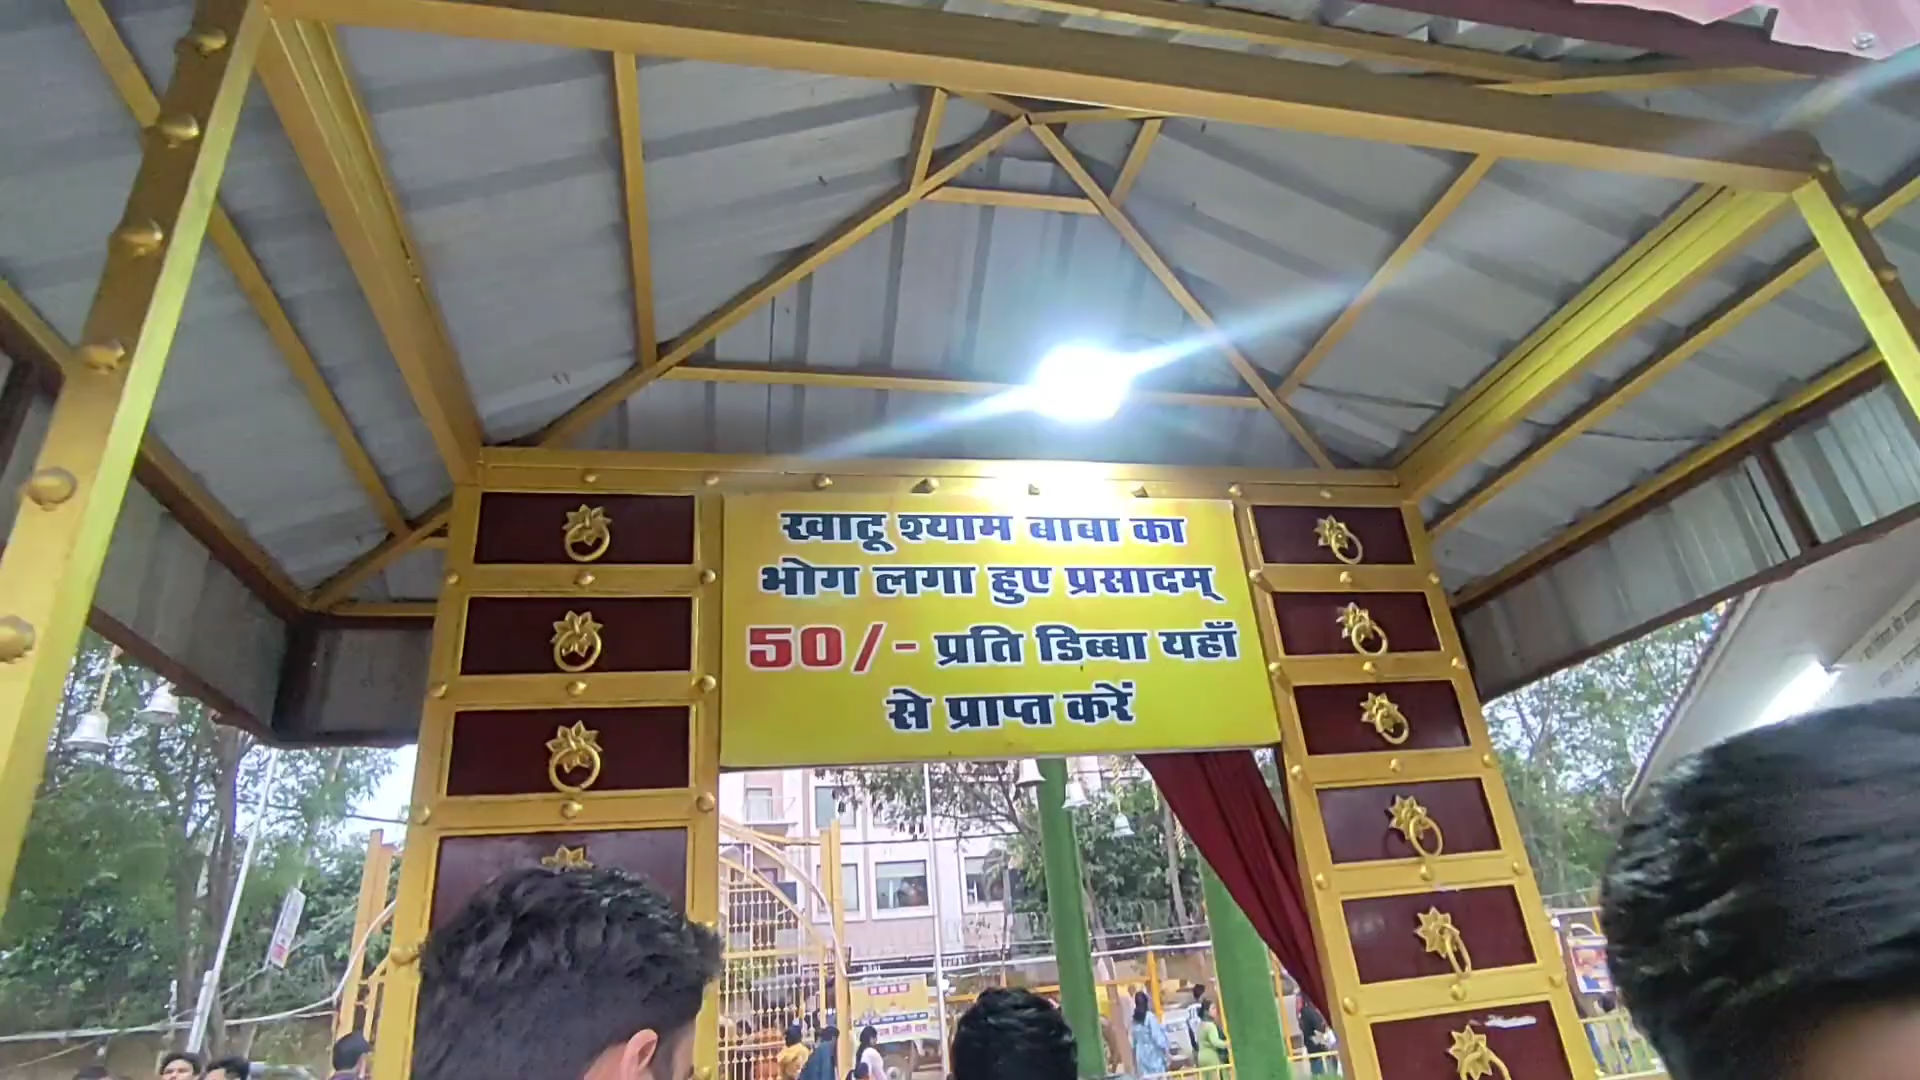 खाटू श्याम बाबा का
भोग लगा हुए प्रसादम्
50/- प्रति डिब्बा यहाँ
से प्राप्त करें